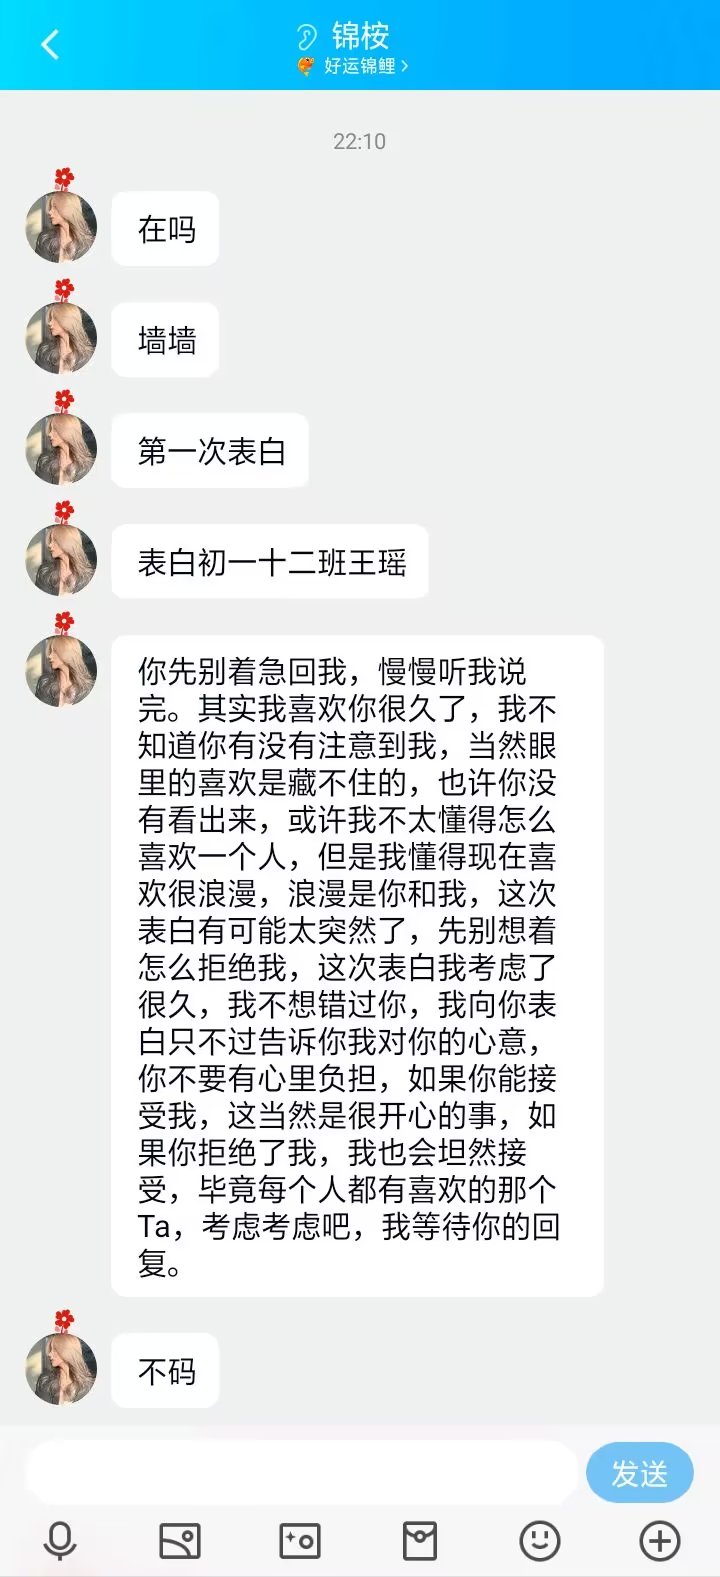 锦桉
好运锦鲤
22:10
在吗
墙墙
第一次表白
表白初一十二班王瑶
你先别着急回我，慢慢听我说
完。其实我喜欢你很久了，我不
知道你有没有注意到我，当然眼
里的喜欢是藏不住的，也许你没
有看出来，或许我不太懂得怎么
喜欢一个人，但是我懂得现在喜
欢很浪漫，浪漫是你和我，这次
表白有可能太突然了，先别想着
怎么拒绝我，这次表白我考虑了
很久，我不想错过你，我向你表
白只不过告诉你我对你的心意，
你不要有心里负担，如果你能接
受我，这当然是很开心的事，如
果你拒绝了我，我也会坦然接
受，毕竟每个人都有喜欢的那个
Ta，考虑考虑吧，我等待你的回
复。
不码
发送